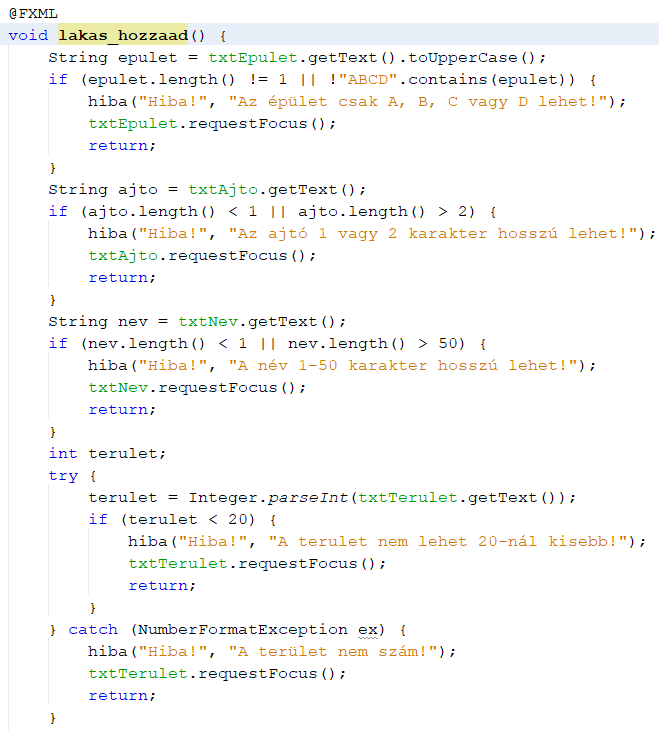 @FXML
void lakas_hozzaad() {
    String epulet = txtEpulet.getText().toUpperCase();
    if (epulet.length() != 1 || !"ABCD".contains(epulet)) {
        hiba("Hiba!", "Az épület csak A, B, C vagy D lehet!");
        txtEpulet.requestFocus();
        return;
    }
    String ajto = txtAjto.getText();
    if (ajto.length() < 1 || ajto.length() > 2) {
        hiba("Hiba!", "Az ajtó 1 vagy 2 karakter hosszú lehet!");
        txtAjto.requestFocus();
        return;
    }
    String nev = txtNev.getText();
    if (nev.length() < 1 || nev.length() > 50) {
        hiba("Hiba!", "A név 1-50 karakter hosszú lehet!");
        txtNev.requestFocus();
        return;
    }
    int terulet;
    try {
        terulet = Integer.parseInt(txtTerulet.getText());
        if (terulet < 20) {
            hiba("Hiba!", "A terulet nem lehet 20-nál kisebb!");
            txtTerulet.requestFocus();
            return;
        }
    } catch (NumberFormatException ex) {
        hiba("Hiba!", "A terület nem szám!");
        txtTerulet.requestFocus();
        return;
    }